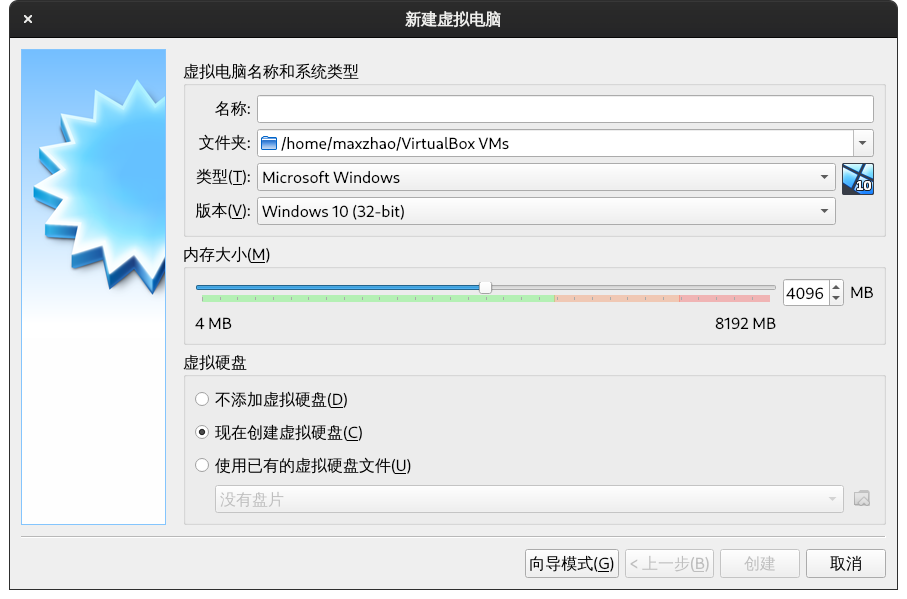 新建虚拟电脑
虚拟电脑名称和系统类型
名称:
文件夹: /home/maxzhao/VirtualBox VMs
类型(T): Microsoft Windows
10
版本(V): Windows 10 (32-bit)
内存大小(M)
4096 MB
4 MB 8192 MB
虚拟硬盘
不添加虚拟硬盘(D)
现在创建虚拟硬盘(C)
使用已有的虚拟硬盘文件(U)
没有盘片
向导模式(G) < 上一步(B) 创建 取消